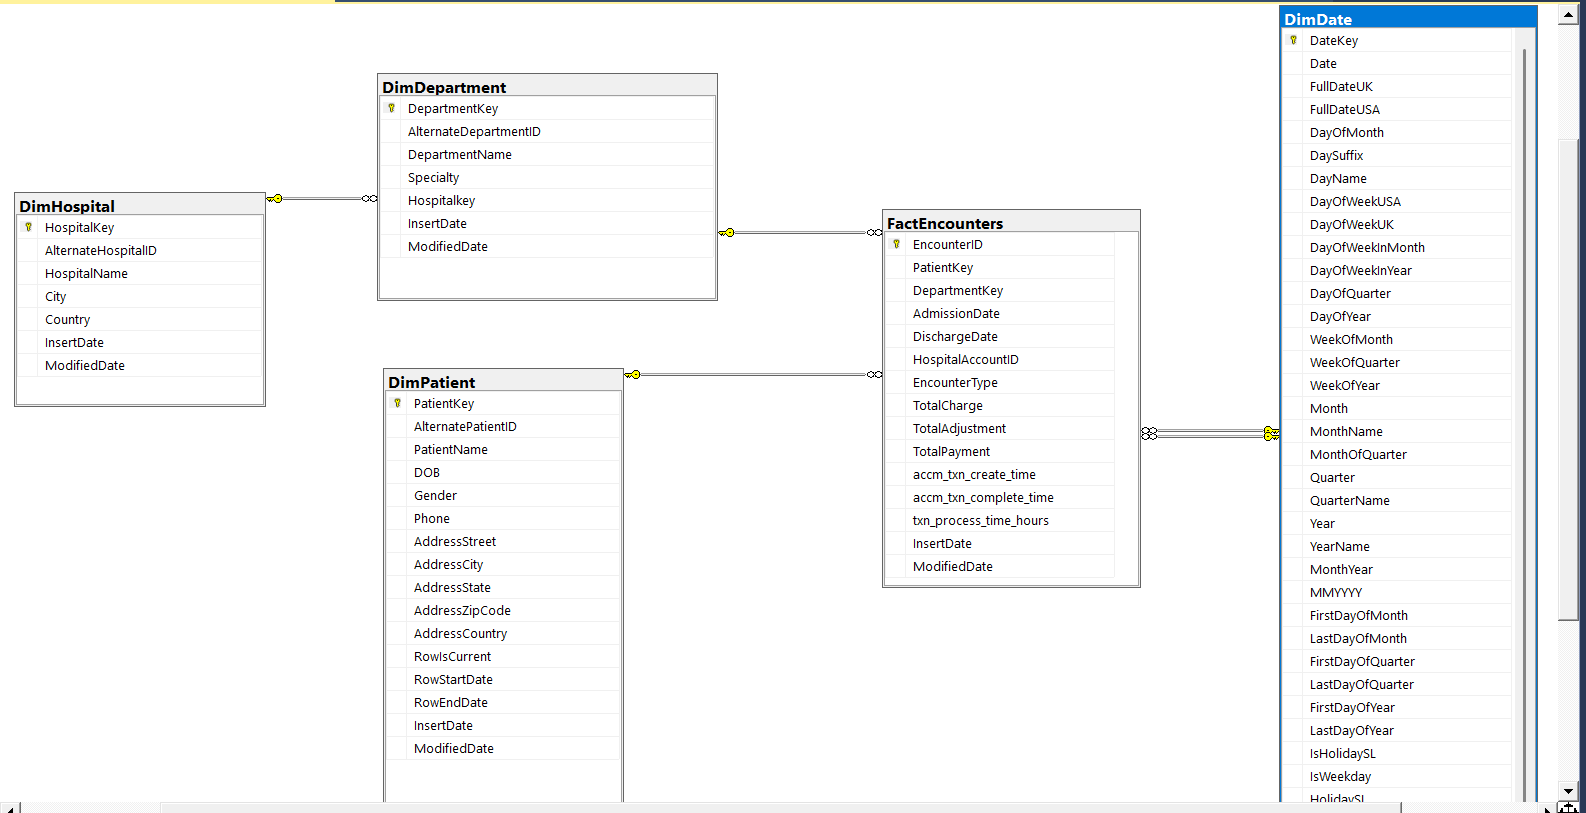 DimHospital
HospitalKey
AlternateHospitalID
HospitalName
City
Country
InsertDate
ModifiedDate
DimDepartment
DepartmentKey
AlternateDepartmentID
DepartmentName
Specialty
Hospitalkey
InsertDate
ModifiedDate
DimPatient
PatientKey
AlternatePatientID
PatientName
DOB
Gender
Phone
AddressStreet
AddressCity
AddressState
AddressZipCode
AddressCountry
RowIsCurrent
RowStartDate
RowEndDate
InsertDate
ModifiedDate
FactEncounters
EncounterID
PatientKey
DepartmentKey
AdmissionDate
DischargeDate
HospitalAccountID
EncounterType
TotalCharge
TotalAdjustment
TotalPayment
accm_txn_create_time
accm_txn_complete_time
txn_process_time_hours
InsertDate
ModifiedDate
DimDate
DateKey
Date
FullDateUK
FullDateUSA
DayOfMonth
DaySuffix
DayName
DayOfWeekUSA
DayOfWeekUK
DayOfWeekInMonth
DayOfWeekInYear
DayOfQuarter
DayOfYear
WeekOfMonth
WeekOfQuarter
WeekOfYear
Month
MonthName
MonthOfQuarter
Quarter
QuarterName
Year
YearName
MonthYear
MMYYYY
FirstDayOfMonth
LastDayOfMonth
FirstDayOfQuarter
LastDayOfQuarter
FirstDayOfYear
LastDayOfYear
IsHolidaySL
IsWeekday
HolidaySL